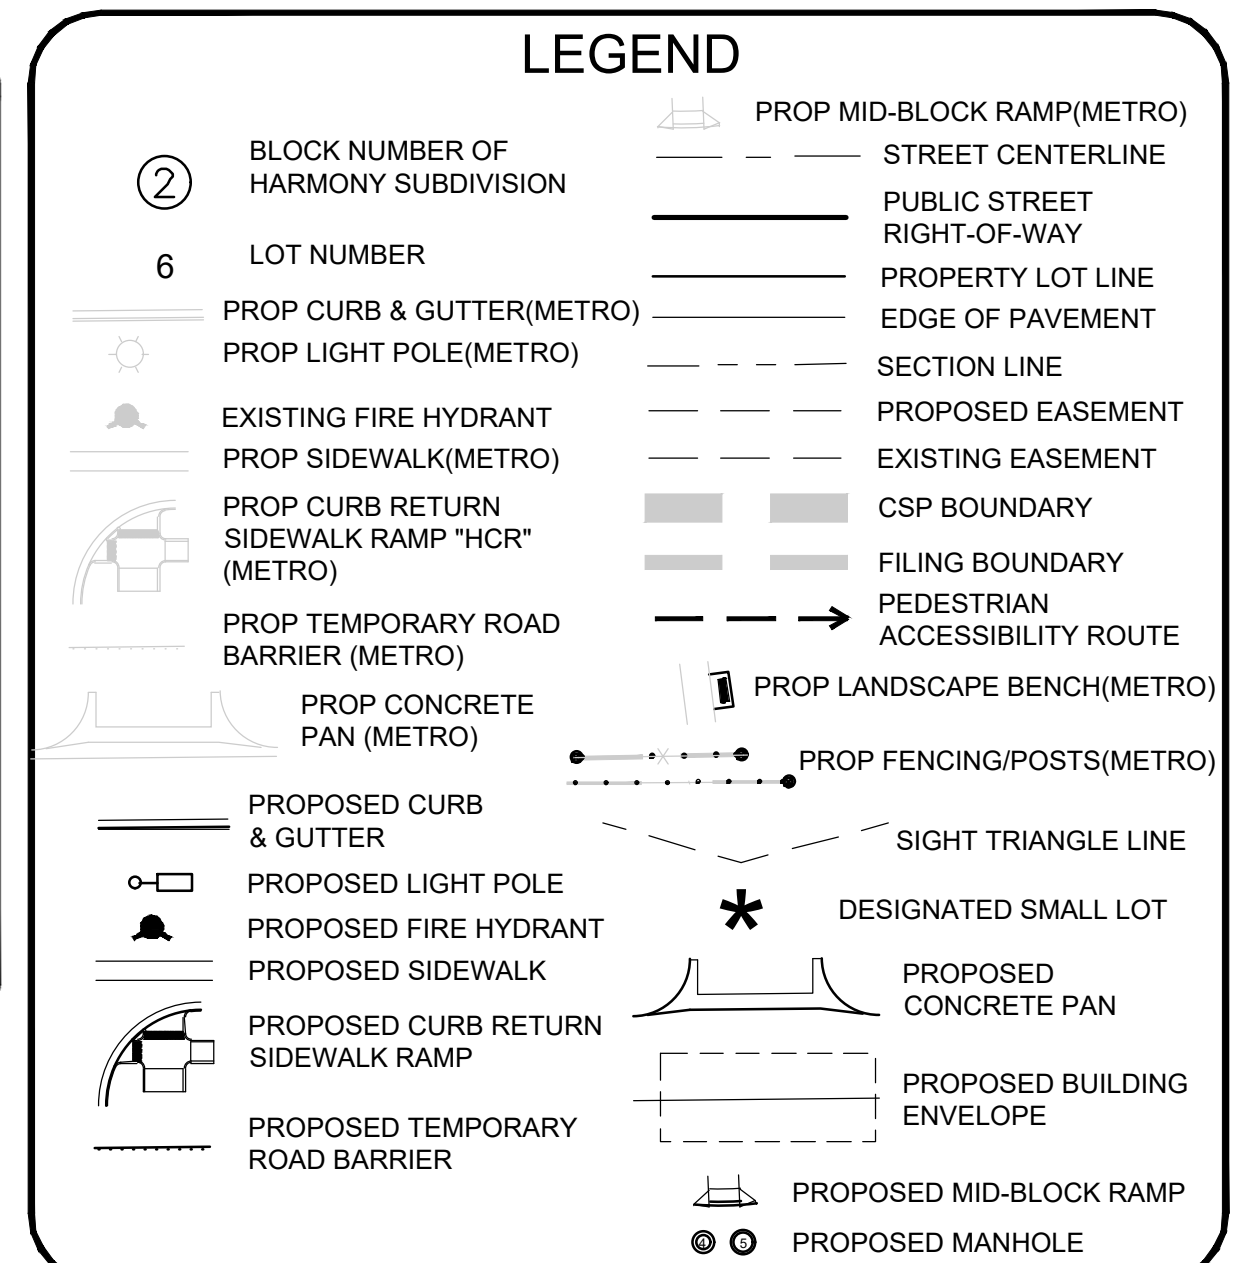 LEGEND
2
BLOCK NUMBER OF
HARMONY SUBDIVISION
6
LOT NUMBER
PROP CURB & GUTTER(METRO)
PROP LIGHT POLE(METRO)
EXISTING FIRE HYDRANT
PROP SIDEWALK(METRO)
PROP CURB RETURN
SIDEWALK RAMP "HCR"
(METRO)
PROP TEMPORARY ROAD
BARRIER (METRO)
PROP CONCRETE
PAN (METRO)
PROPOSED CURB
& GUTTER
PROPOSED LIGHT POLE
PROPOSED FIRE HYDRANT
PROPOSED SIDEWALK
PROPOSED CURB RETURN
SIDEWALK RAMP
PROPOSED TEMPORARY
ROAD BARRIER
PROP MID-BLOCK RAMP(METRO)
STREET CENTERLINE
PUBLIC STREET
RIGHT-OF-WAY
PROPERTY LOT LINE
EDGE OF PAVEMENT
SECTION LINE
PROPOSED EASEMENT
EXISTING EASEMENT
CSP BOUNDARY
FILING BOUNDARY
PEDESTRIAN
ACCESSIBILITY ROUTE
PROP LANDSCAPE BENCH(METRO)
PROP FENCING/POSTS(METRO)
SIGHT TRIANGLE LINE
* DESIGNATED SMALL LOT
PROPOSED
CONCRETE PAN
PROPOSED BUILDING
ENVELOPE
PROPOSED MID-BLOCK RAMP
4 5 PROPOSED MANHOLE